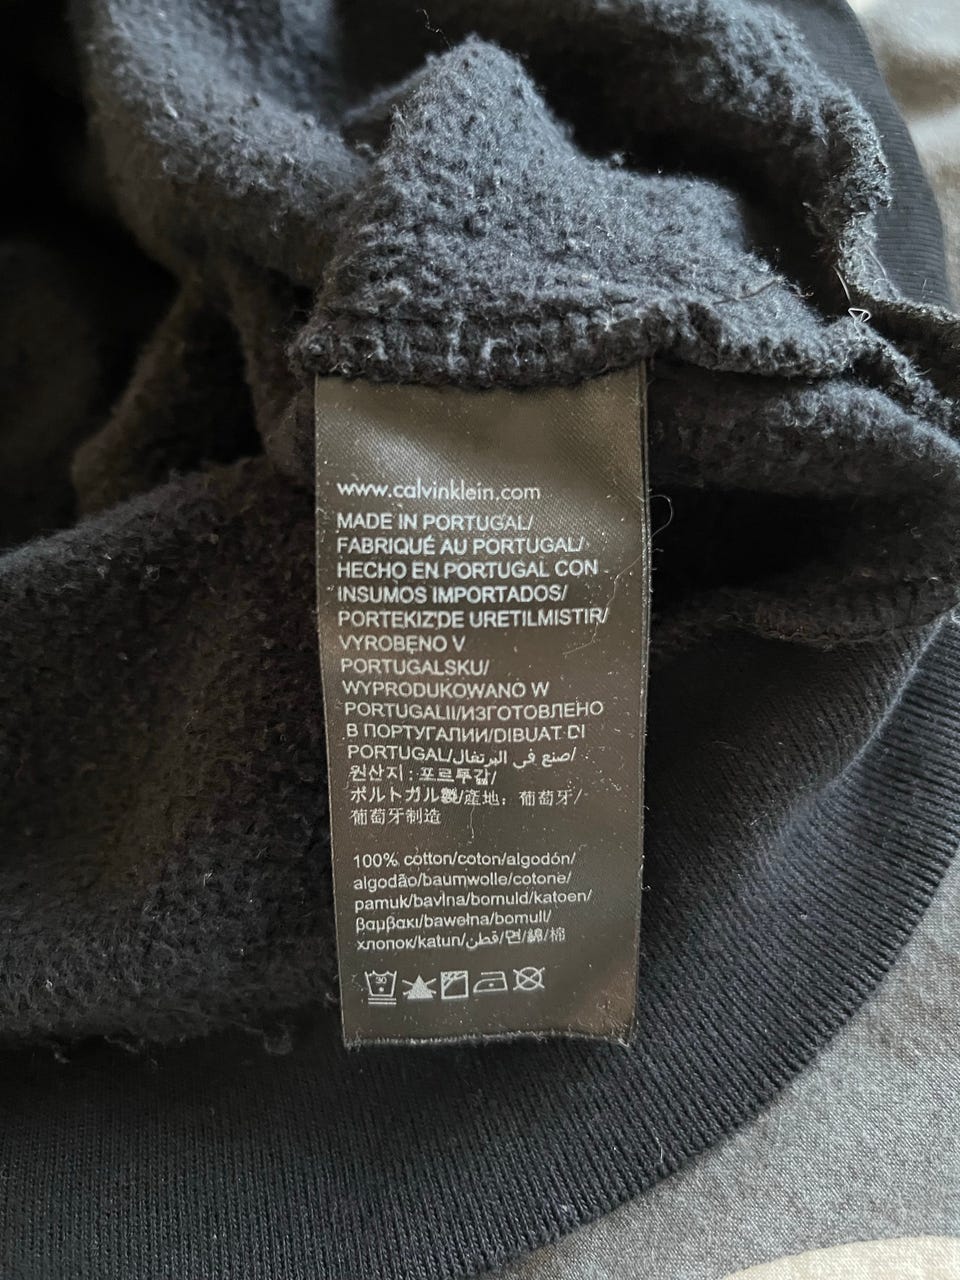 www.calvinklein.com
MADE IN PORTUGAL/
FABRIQUÉ AU PORTUGAL/
HECHO EN PORTUGAL CON
INSUMOS IMPORTADOS/
PORTEKIZ'DE URETILMISTIR/
VYROBENO V
PORTUGALSKU/
WYPRODUKOWANO W
PORTUGALII/ИЗГОТОВЛЕНО
В ПОРТУГАЛИИ/DIBUAT DI
PORTUGAL/صنع في البرتغال/
원산지 : 포르투갈/
ポルトガル製/產地：葡萄牙/
葡萄牙制造
100% cotton/coton/algodón/
algodão/baumwolle/cotone/
pamuk/bavlna/bomuld/katoen/
βαμβακι/bawełna/bomull/
хлопок/katun/قطن/면/綿/棉
30